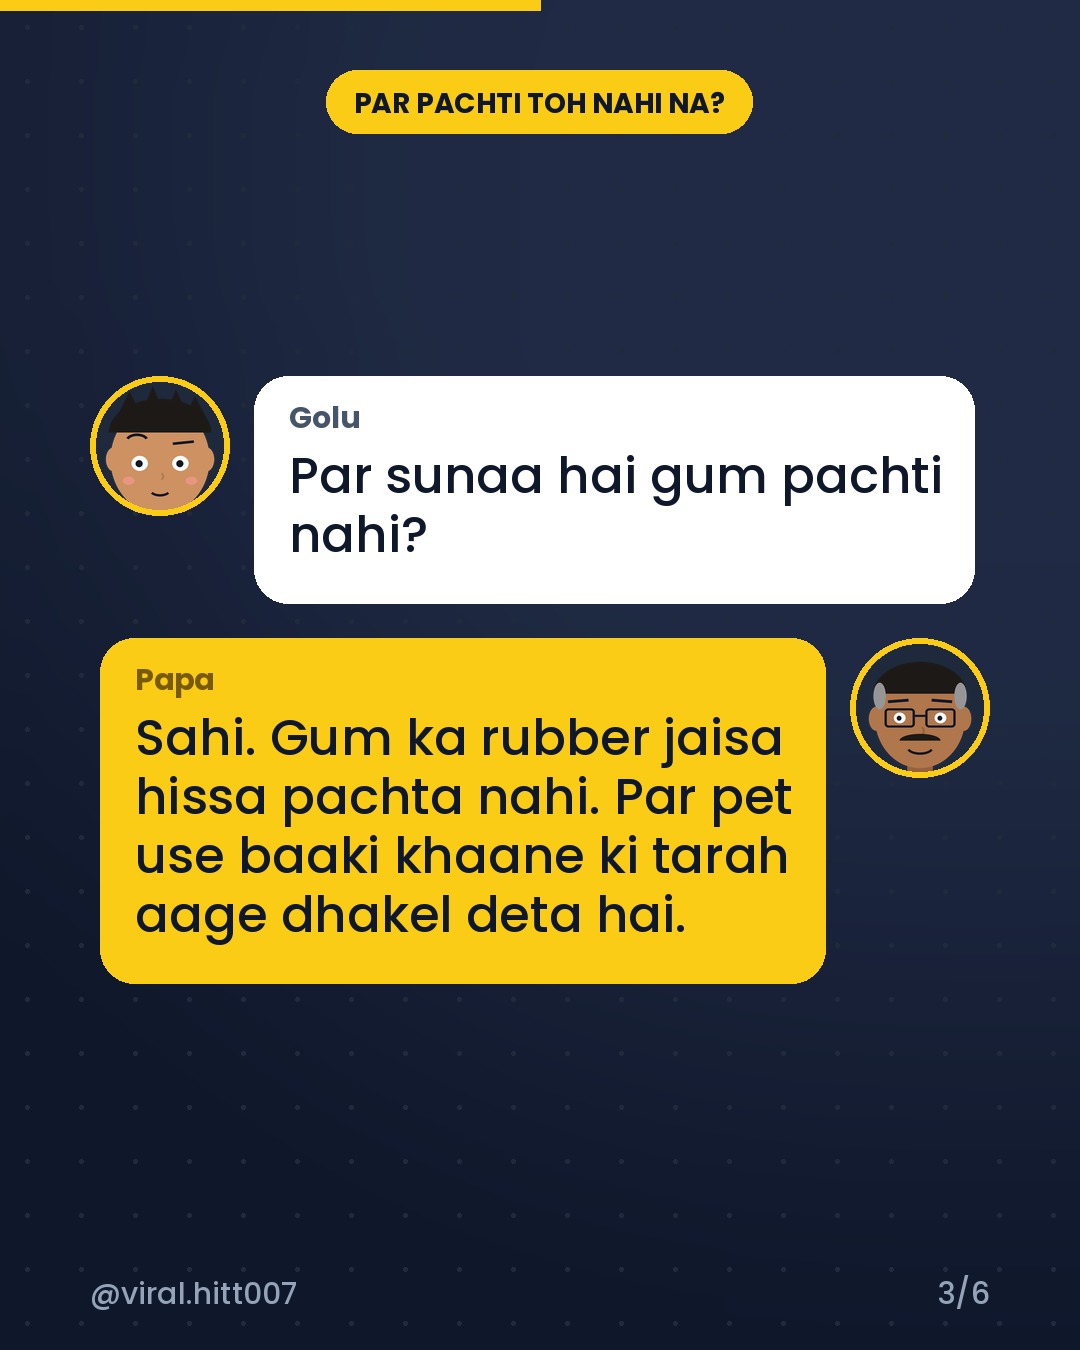 PAR PACHTI TOH NAHI NA?
Golu
Par sunaa hai gum pachti
nahi?
Papa
Sahi. Gum ka rubber jaisa
hissa pachta nahi. Par pet
use baaki khaane ki tarah
aage dhakel deta hai.
@viral.hitt007
3/6